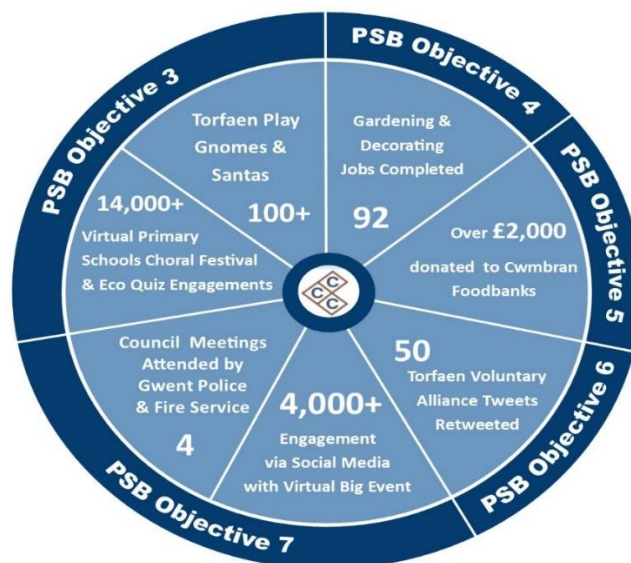 PSB Objective 3
PSB Objective 4
PSB Objective 5
PSB Objective 6
PSB Objective 7
Torfaen Play
Gnomes &
Santas
100+
Gardening &
Decorating
Jobs Completed
92
Over £2,000
donated to Cwmbran
Foodbanks
50
Torfaen Voluntary
Alliance Tweets
Retweeted
4,000+
Engagement
via Social Media
with Virtual Big Event
Council Meetings
Attended by
Gwent Police
& Fire Service
4
14,000+
Virtual Primary
Schools Choral Festival
& Eco Quiz Engagements
C
C
C
C